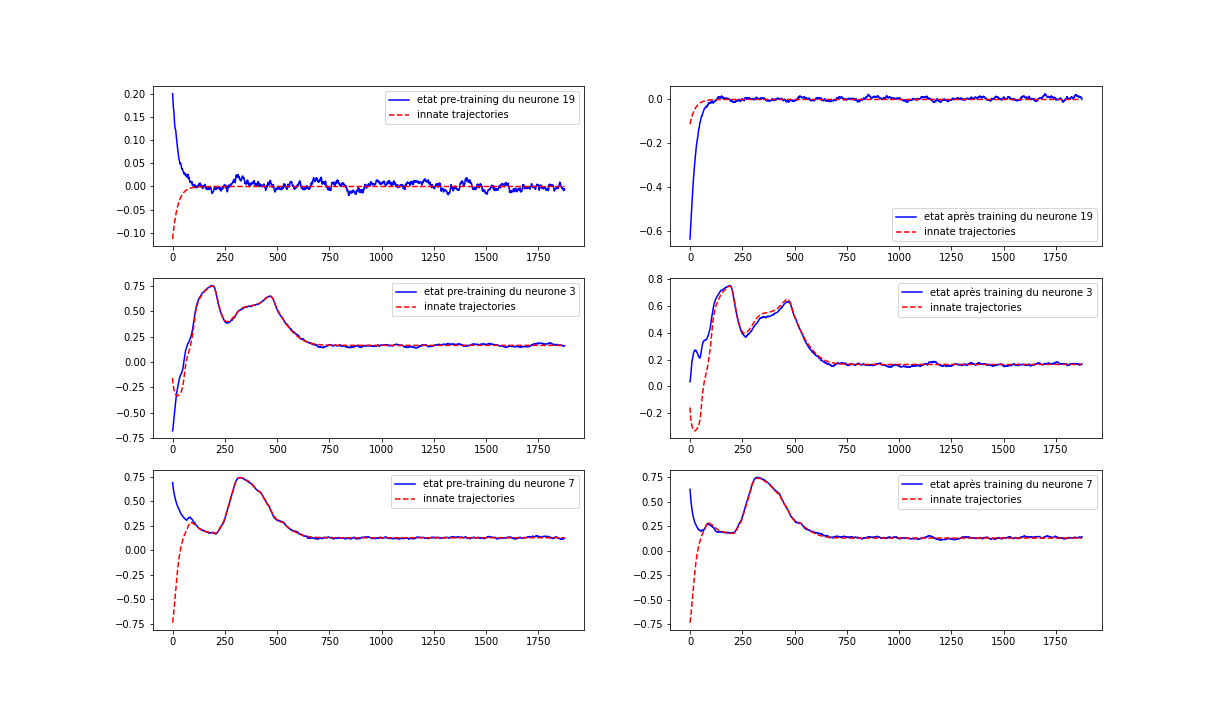 0.20
0.15
0.10
0.05
0.00
−0.05
−0.10
0 250 500 750 1000 1250 1500 1750
etat pre-training du neurone 19
innate trajectories
0.0
−0.2
−0.4
−0.6
0 250 500 750 1000 1250 1500 1750
etat après training du neurone 19
innate trajectories
0.75
0.50
0.25
0.00
−0.25
−0.50
−0.75
0 250 500 750 1000 1250 1500 1750
etat pre-training du neurone 3
innate trajectories
0.8
0.6
0.4
0.2
0.0
−0.2
0 250 500 750 1000 1250 1500 1750
etat après training du neurone 3
innate trajectories
0.75
0.50
0.25
0.00
−0.25
−0.50
−0.75
0 250 500 750 1000 1250 1500 1750
etat pre-training du neurone 7
innate trajectories
0.75
0.50
0.25
0.00
−0.25
−0.50
−0.75
0 250 500 750 1000 1250 1500 1750
etat après training du neurone 7
innate trajectories